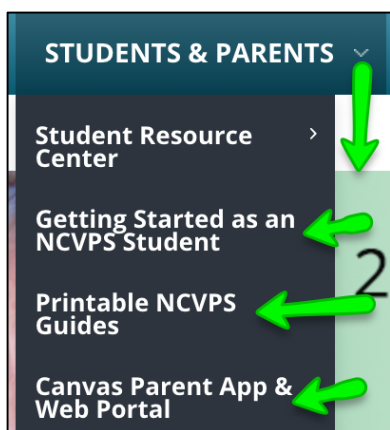 STUDENTS & PARENTS
Student Resource
Center
Getting Started as an
NCVPS Student
2
Printable NCVPS
Guides
Canvas Parent App &
Web Portal